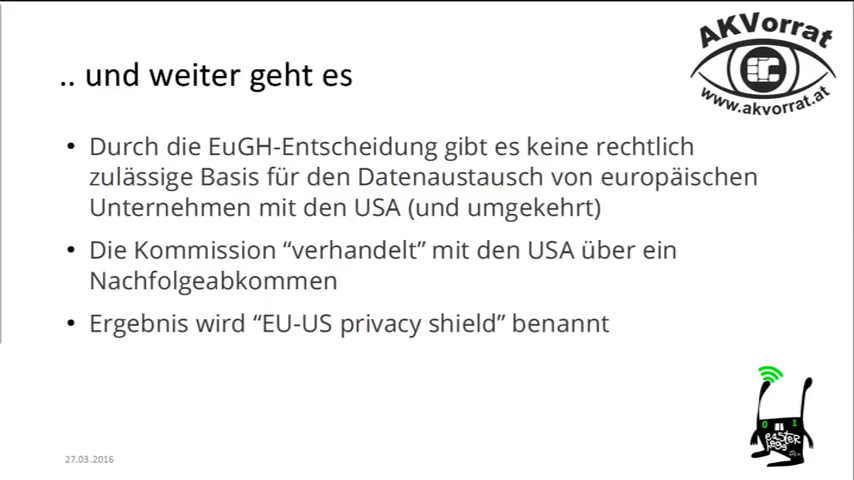 AKVorrat
www.akvorrat.at
.. und weiter geht es
• Durch die EuGH-Entscheidung gibt es keine rechtlich
zulässige Basis für den Datenaustausch von europäischen
Unternehmen mit den USA (und umgekehrt)
• Die Kommission “verhandelt” mit den USA über ein
Nachfolgeabkommen
• Ergebnis wird “EU-US privacy shield” benannt
0 1
easter
hegg
27.03.2016